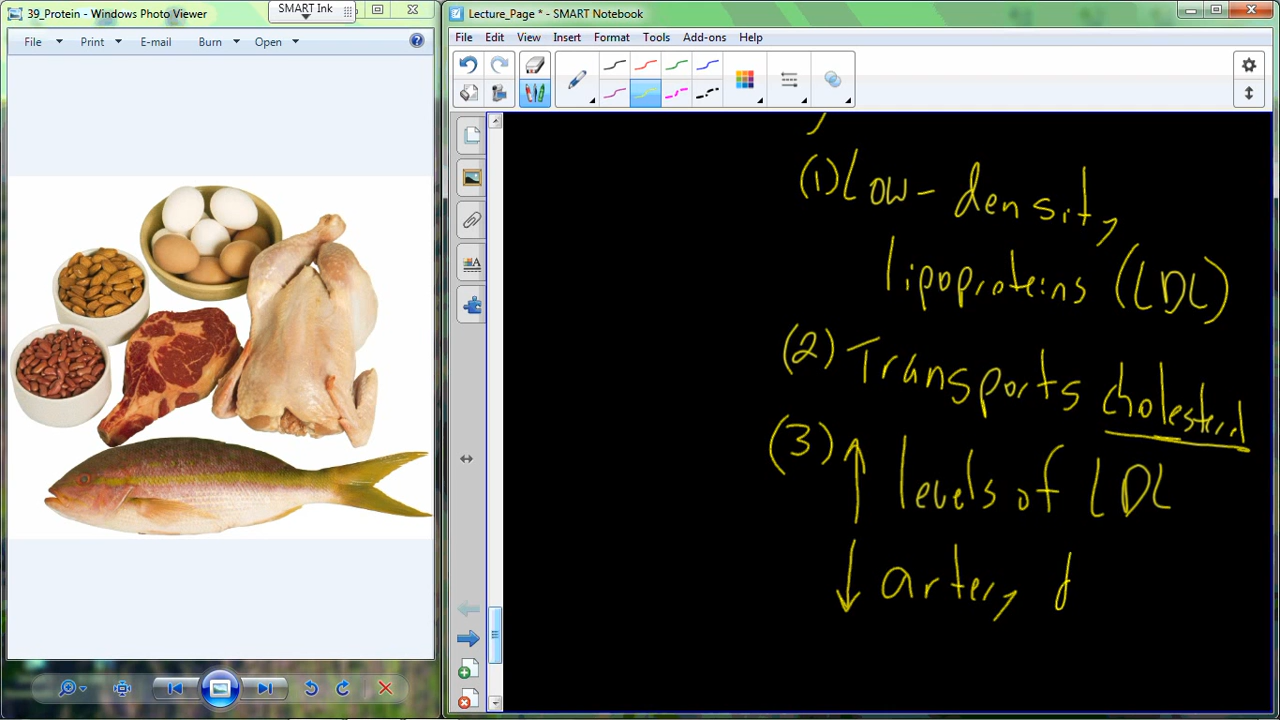 39_Protein - Windows Photo Viewer
SMART Ink
File Print E-mail Burn Open
Lecture_Page * - SMART Notebook
File Edit View Insert Format Tools Add-ons Help
(1) Low-density
lipoproteins (LDL)
(2) Transports cholesterol
(3) ↑ levels of LDL
↓ artery